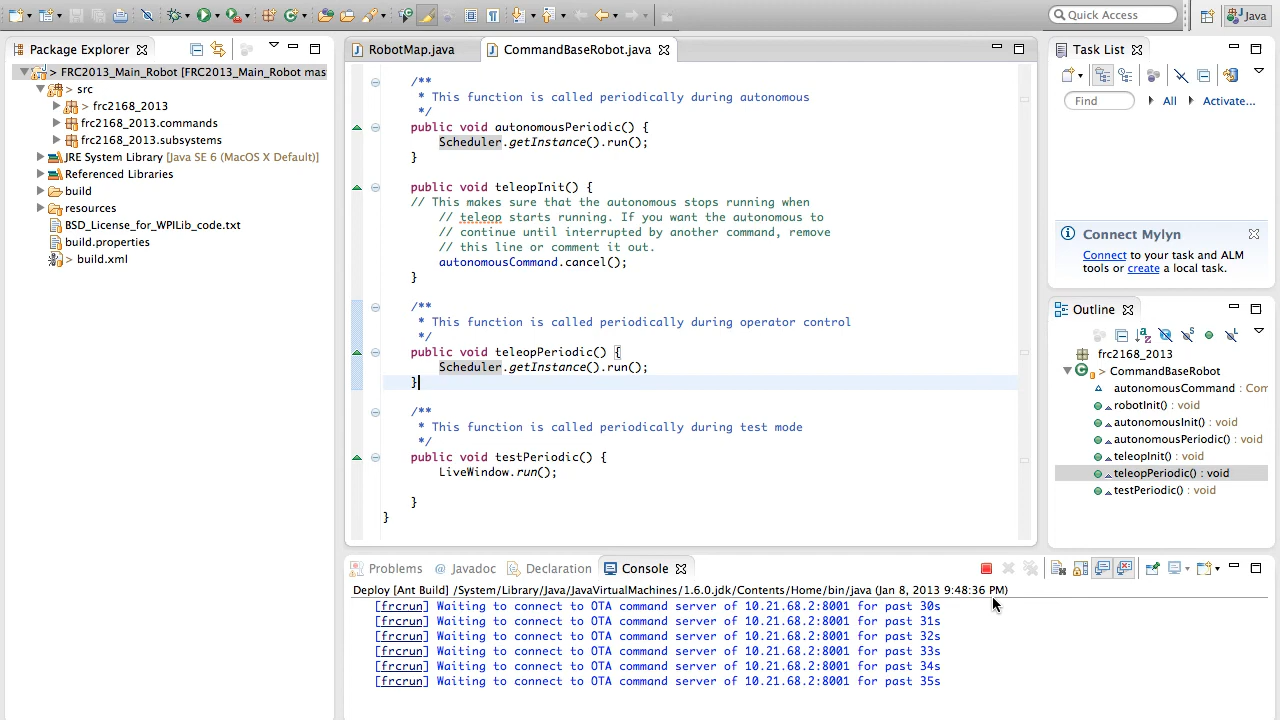 Quick Access
Java
Package Explorer
> FRC2013_Main_Robot [FRC2013_Main_Robot mas
> src
> frc2168_2013
frc2168_2013.commands
frc2168_2013.subsystems
JRE System Library [Java SE 6 (MacOS X Default)]
Referenced Libraries
build
resources
BSD_License_for_WPILib_code.txt
build.properties
> build.xml
RobotMap.java
CommandBaseRobot.java
/**
* This function is called periodically during autonomous
*/
public void autonomousPeriodic() {
Scheduler.getInstance().run();
}
public void teleopInit() {
// This makes sure that the autonomous stops running when
// teleop starts running. If you want the autonomous to
// continue until interrupted by another command, remove
// this line or comment it out.
autonomousCommand.cancel();
}
/**
* This function is called periodically during operator control
*/
public void teleopPeriodic() {
Scheduler.getInstance().run();
}
/**
* This function is called periodically during test mode
*/
public void testPeriodic() {
LiveWindow.run();
}
}
Task List
Find
All
Activate...
Connect Mylyn
Connect to your task and ALM
tools or create a local task.
Outline
frc2168_2013
> CommandBaseRobot
autonomousCommand : Com
robotInit() : void
autonomousInit() : void
autonomousPeriodic() : void
teleopInit() : void
teleopPeriodic() : void
testPeriodic() : void
Problems
@ Javadoc
Declaration
Console
Deploy [Ant Build] /System/Library/Java/JavaVirtualMachines/1.6.0.jdk/Contents/Home/bin/java (Jan 8, 2013 9:48:36 PM)
[frcrun] Waiting to connect to OTA command server of 10.21.68.2:8001 for past 30s
[frcrun] Waiting to connect to OTA command server of 10.21.68.2:8001 for past 31s
[frcrun] Waiting to connect to OTA command server of 10.21.68.2:8001 for past 32s
[frcrun] Waiting to connect to OTA command server of 10.21.68.2:8001 for past 33s
[frcrun] Waiting to connect to OTA command server of 10.21.68.2:8001 for past 34s
[frcrun] Waiting to connect to OTA command server of 10.21.68.2:8001 for past 35s